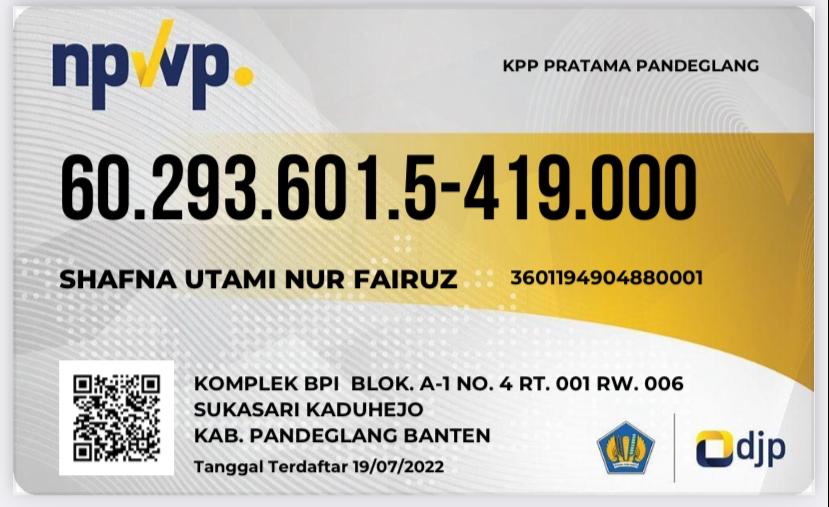 npwp.
KPP PRATAMA PANDEGLANG
60.293.601.5-419.000
SHAFNA UTAMI NUR FAIRUZ 3601194904880001
KOMPLEK BPI BLOK. A-1 NO. 4 RT. 001 RW. 006
SUKASARI KADUHEJO
KAB. PANDEGLANG BANTEN
Tanggal Terdaftar 19/07/2022
djp